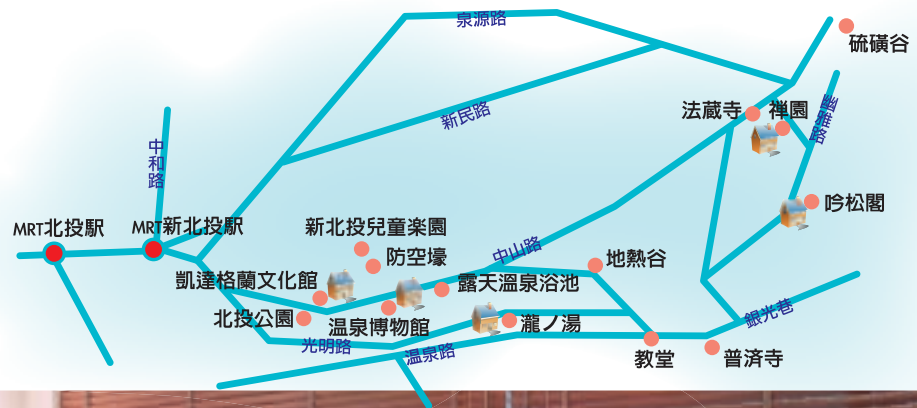 泉源路
硫磺谷
新民路
幽雅路
法蔵寺
禅園
中和路
吟松閣
MRT北投駅
MRT新北投駅
新北投兒童楽園
防空壕
中山路
地熱谷
凱達格蘭文化館
露天溫泉浴池
北投公園
温泉博物館
瀧ノ湯
銀光巷
光明路
温泉路
教堂
普済寺